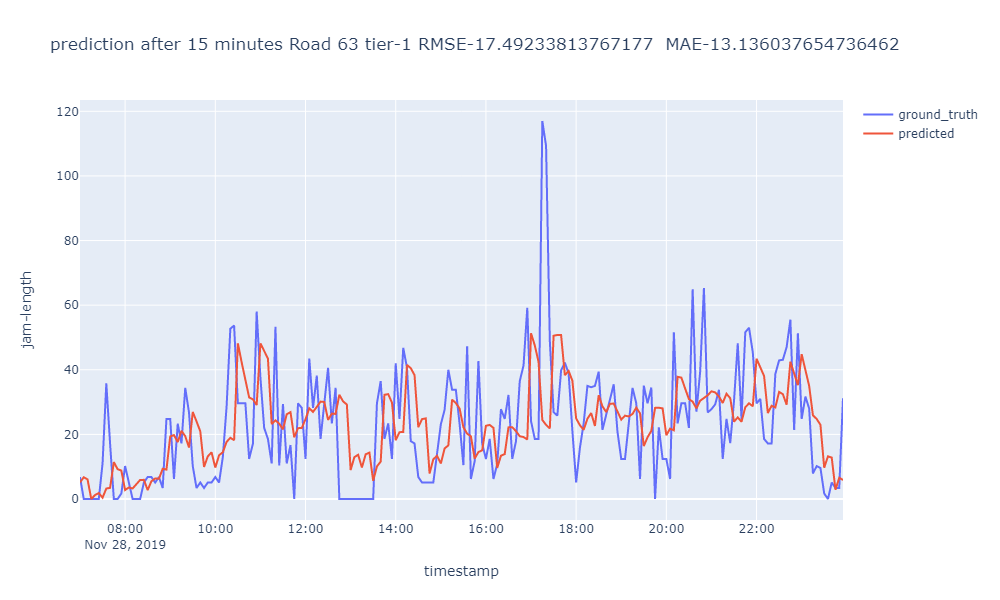 prediction after 15 minutes Road 63 tier-1 RMSE-17.49233813767177  MAE-13.136037654736462
ground_truth
predicted
jam-length
120
100
80
60
40
20
0
08:00 10:00 12:00 14:00 16:00 18:00 20:00 22:00
Nov 28, 2019
timestamp